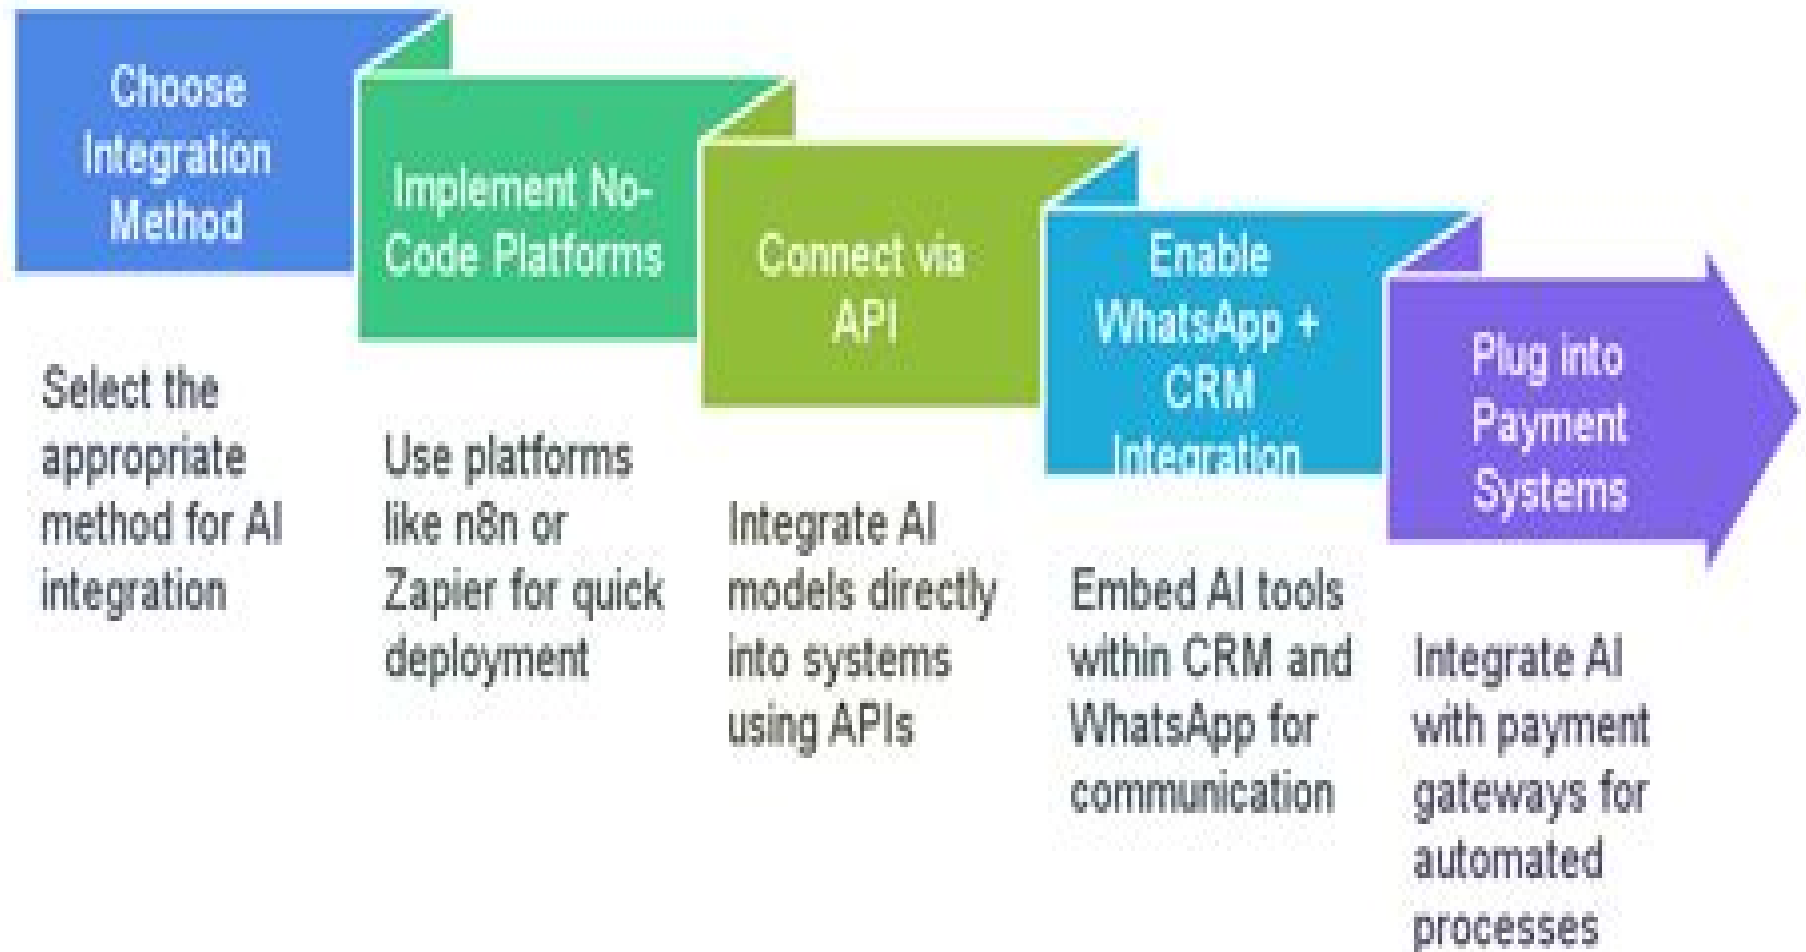 Choose
Integration
Method
Select the
appropriate
method for AI
integration
Implement No-
Code Platforms
Use platforms
like n8n or
Zapier for quick
deployment
Connect via
API
Integrate AI
models directly
into systems
using APIs
Enable
WhatsApp +
CRM
Integration
Embed AI tools
within CRM and
WhatsApp for
communication
Plug into
Payment
Systems
Integrate AI
with payment
gateways for
automated
processes